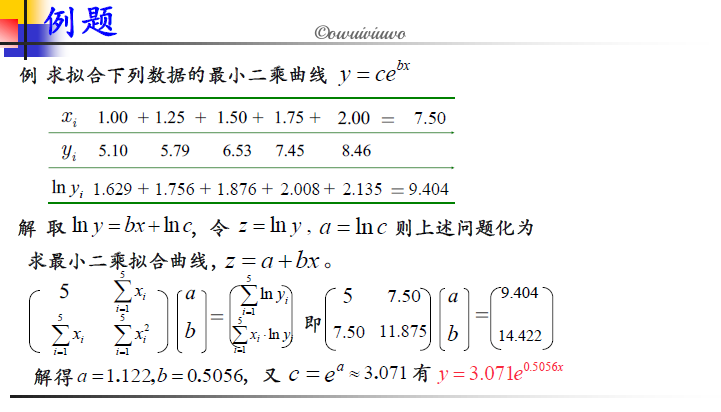 例题
©owuiviuwo
例 求拟合下列数据的最小二乘曲线 y = ce^{bx}
x_i 1.00 + 1.25 + 1.50 + 1.75 + 2.00 = 7.50
y_i 5.10 5.79 6.53 7.45 8.46
ln y_i 1.629 + 1.756 + 1.876 + 2.008 + 2.135 = 9.404
解 取 ln y = bx + ln c, 令 z = ln y , a = ln c 则上述问题化为
求最小二乘拟合曲线, z = a + bx 。
\begin{pmatrix} 5 & \sum_{i=1}^{5} x_i \\ \sum_{i=1}^{5} x_i & \sum_{i=1}^{5} x_i^2 \end{pmatrix} \begin{pmatrix} a \\ b \end{pmatrix} = \begin{pmatrix} \sum_{i=1}^{5} \ln y_i \\ \sum_{i=1}^{5} x_i \cdot \ln y_i \end{pmatrix} 即 \begin{pmatrix} 5 & 7.50 \\ 7.50 & 11.875 \end{pmatrix} \begin{pmatrix} a \\ b \end{pmatrix} = \begin{pmatrix} 9.404 \\ 14.422 \end{pmatrix}
解得 a = 1.122, b = 0.5056, 又 c = e^a ≈ 3.071 有 y = 3.071e^{0.5056x}